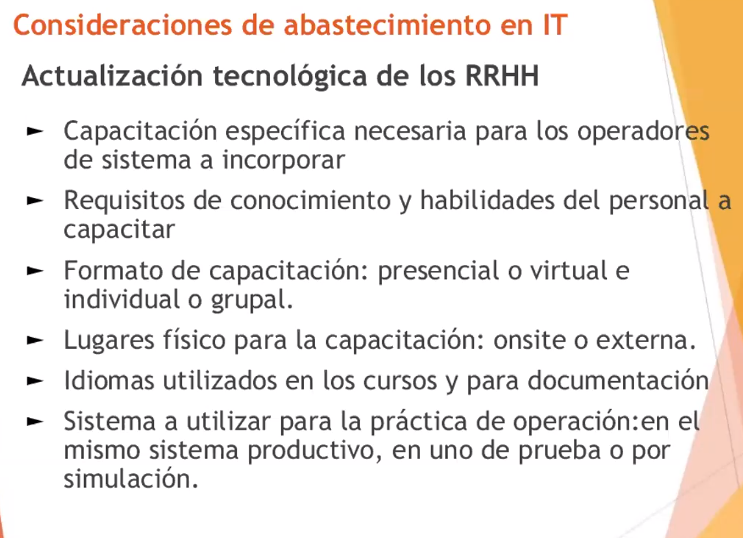 Consideraciones de abastecimiento en IT
Actualización tecnológica de los RRHH
► Capacitación específica necesaria para los operadores
de sistema a incorporar
► Requisitos de conocimiento y habilidades del personal a
capacitar
► Formato de capacitación: presencial o virtual e
individual o grupal.
► Lugares físico para la capacitación: onsite o externa.
► Idiomas utilizados en los cursos y para documentación
► Sistema a utilizar para la práctica de operación:en el
mismo sistema productivo, en uno de prueba o por
simulación.